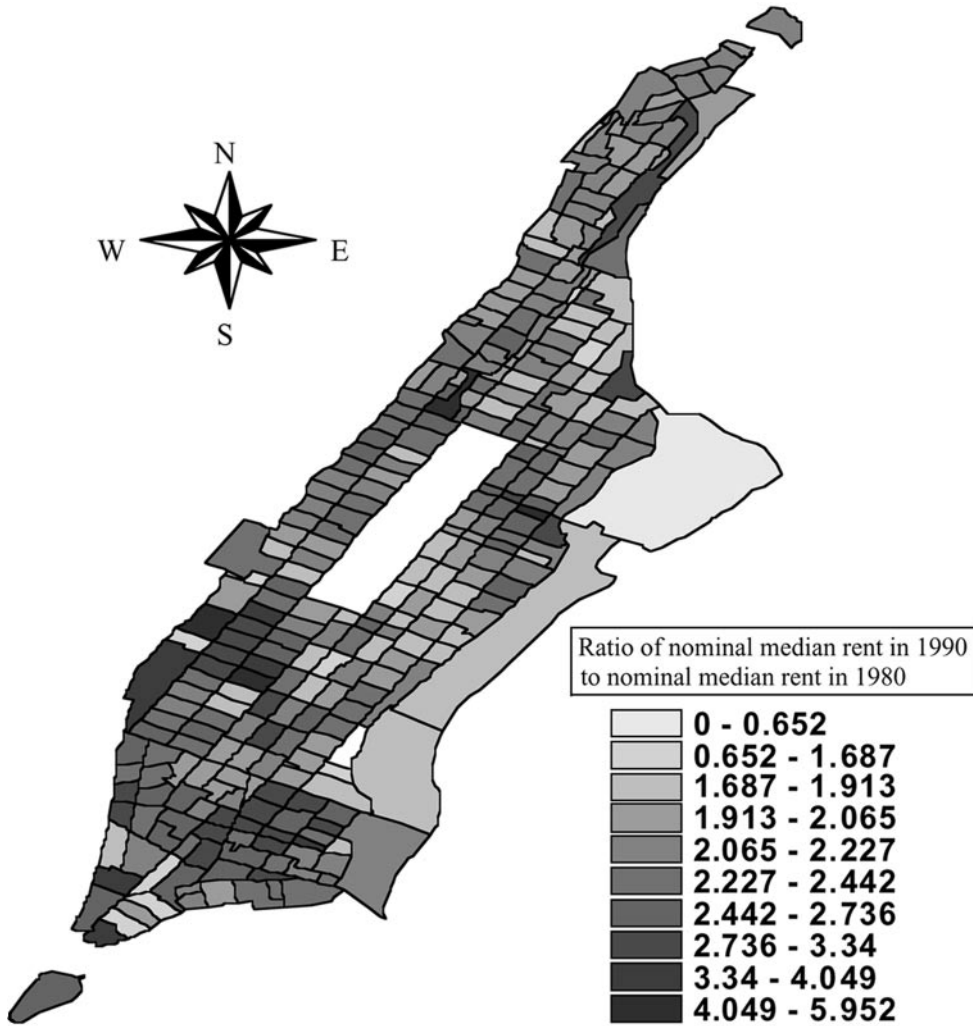 N
W E
S
Ratio of nominal median rent in 1990
to nominal median rent in 1980
0 - 0.652
0.652 - 1.687
1.687 - 1.913
1.913 - 2.065
2.065 - 2.227
2.227 - 2.442
2.442 - 2.736
2.736 - 3.34
3.34 - 4.049
4.049 - 5.952